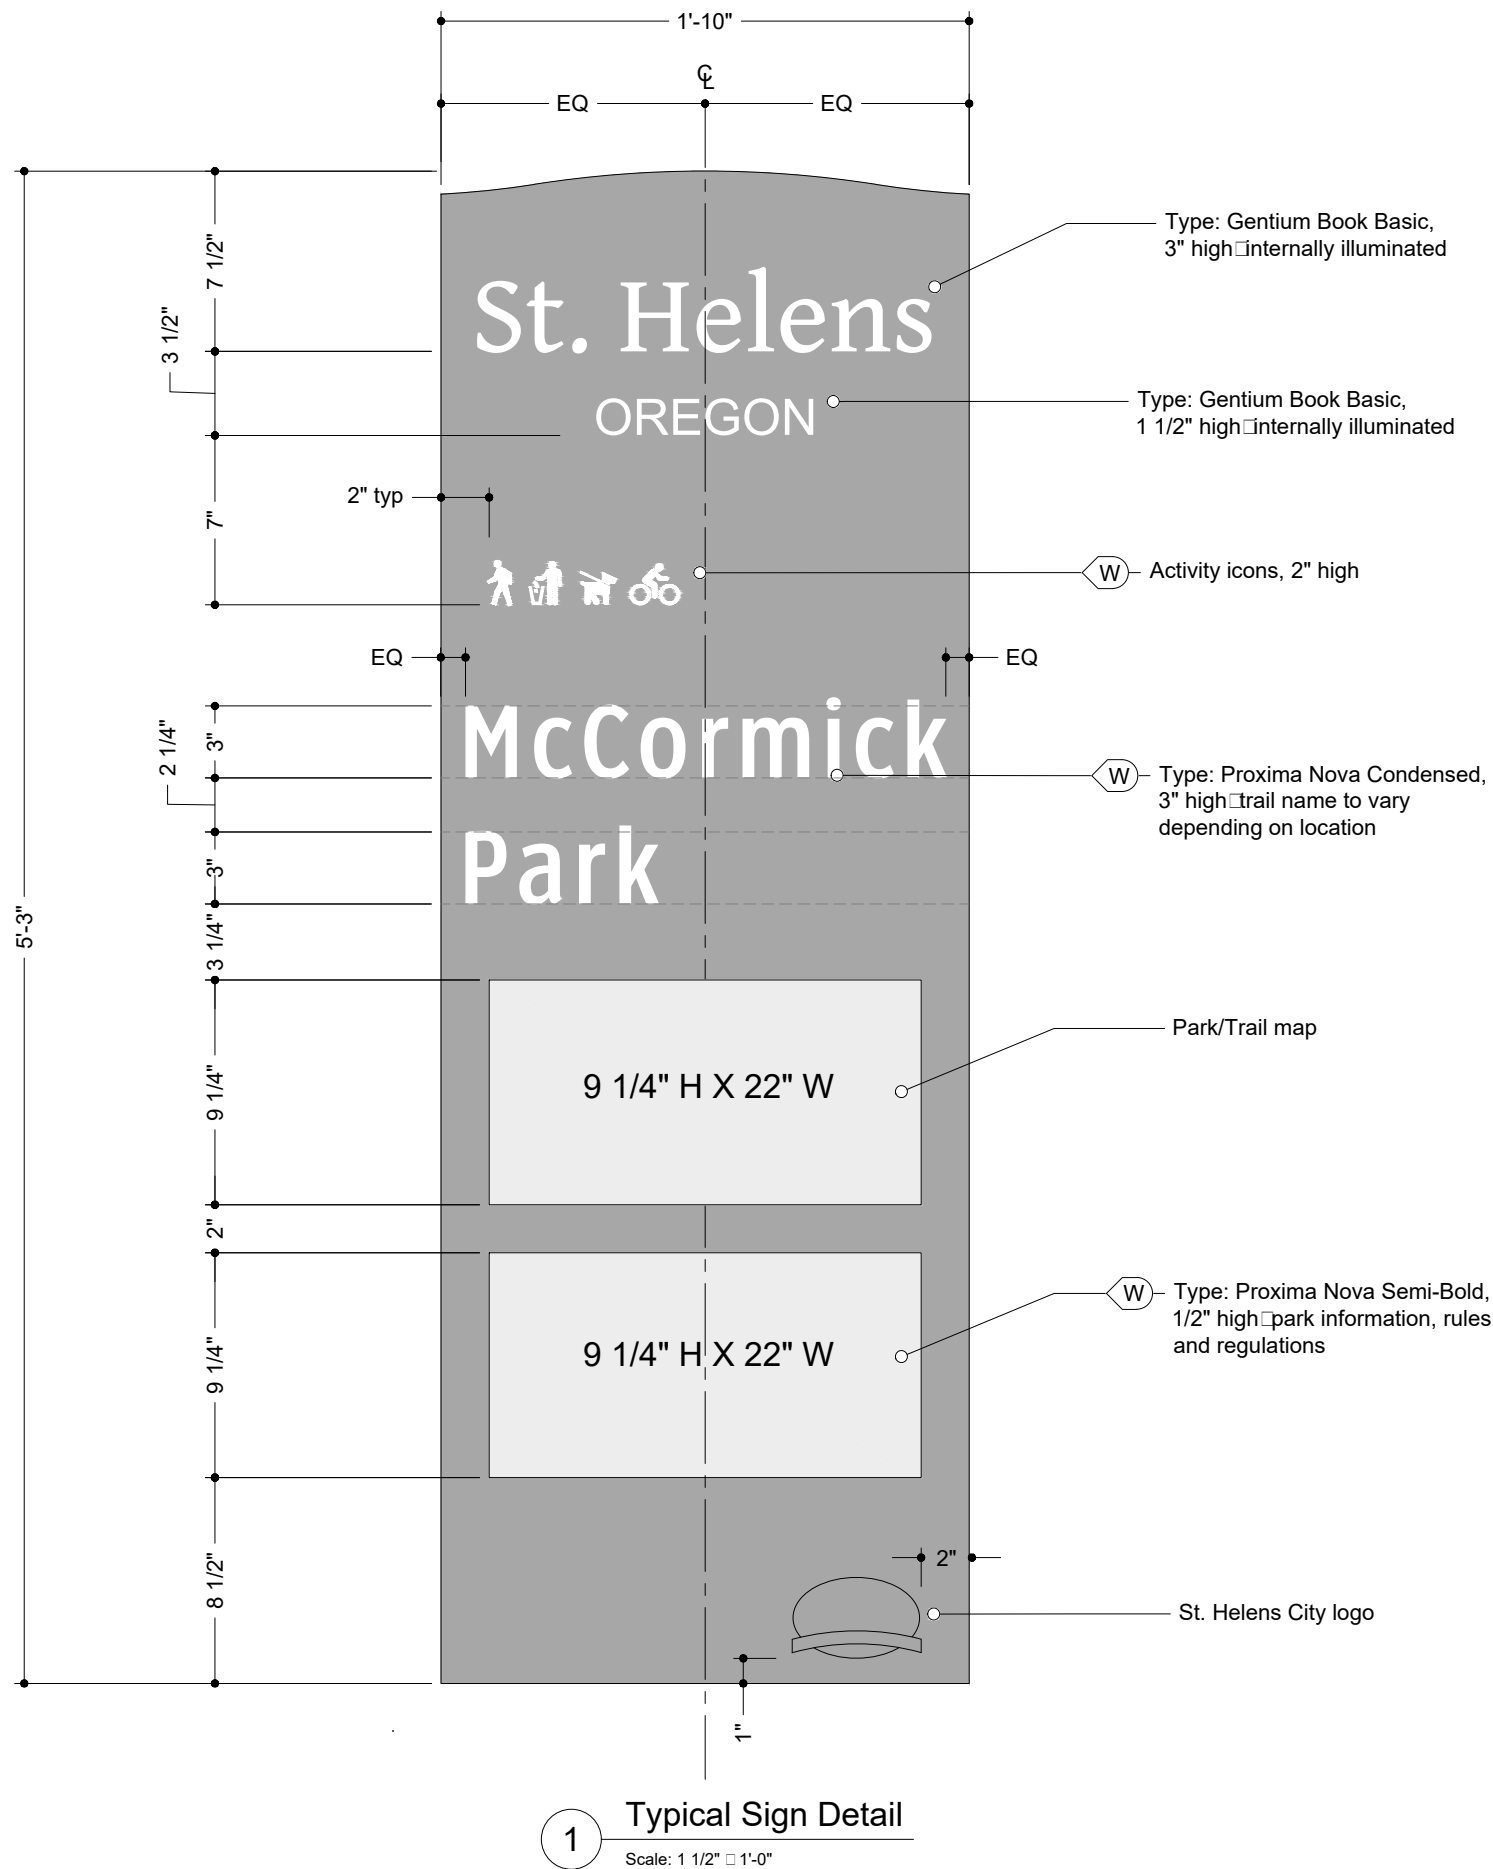 1'-10"
℄
EQ
EQ
7 1/2"
3 1/2"
7"
5'-3"
St. Helens
OREGON
Type: Gentium Book Basic,
3" high□internally illuminated
Type: Gentium Book Basic,
1 1/2" high□internally illuminated
2" typ
W
Activity icons, 2" high
EQ
EQ
3"
2 1/4"
3"
3 1/4"
McCormick
Park
W
Type: Proxima Nova Condensed,
3" high□trail name to vary
depending on location
9 1/4"
9 1/4" H X 22" W
Park/Trail map
2"
9 1/4"
9 1/4" H X 22" W
W
Type: Proxima Nova Semi-Bold,
1/2" high□park information, rules
and regulations
8 1/2"
2"
St. Helens City logo
1"
1
Typical Sign Detail
Scale: 1 1/2" □ 1'-0"